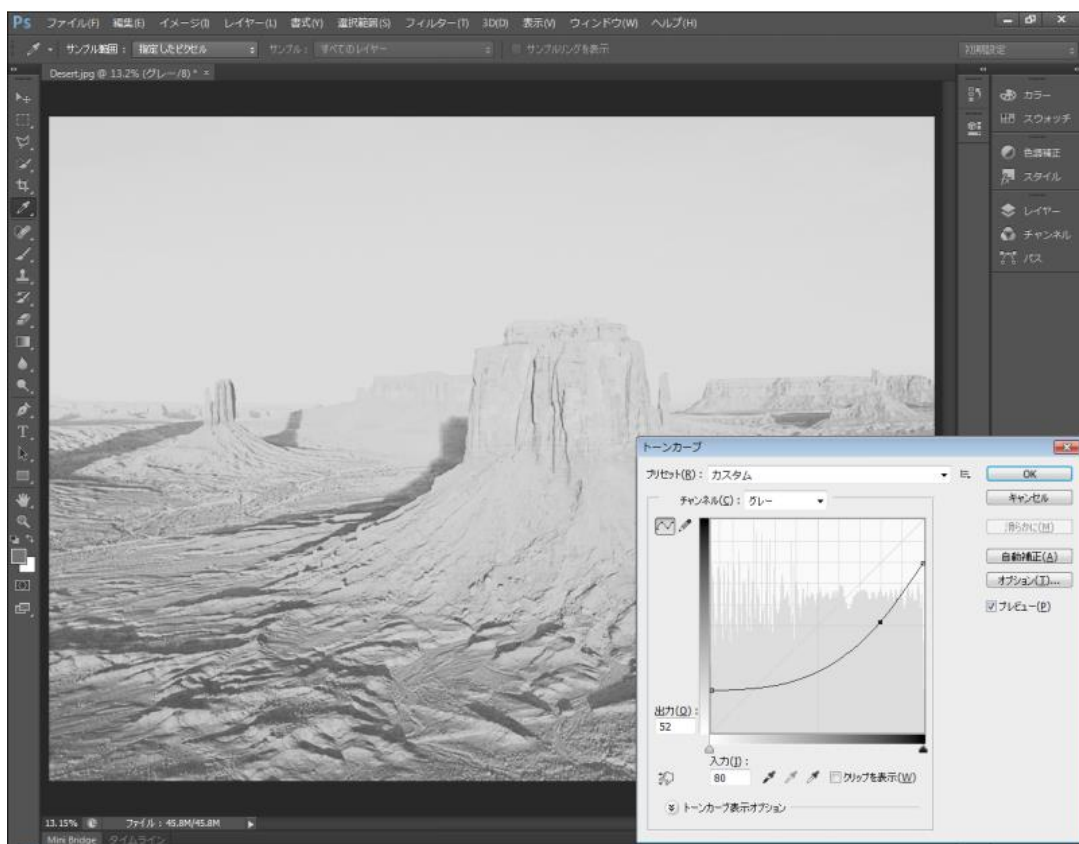 Ps ファイル(F) 編集(E) イメージ(I) レイヤー(L) 書式(Y) 選択範囲(S) フィルター(T) 3D(D) 表示(V) ウィンドウ(W) ヘルプ(H)
サンプル範囲： 指定したピクセル サンプル： すべてのレイヤー サンプルリングを表示 初期設定
Desert.jpg @ 13.2% (グレー/8) * ×
カラー
スウォッチ
色調補正
スタイル
レイヤー
チャンネル
パス
トーンカーブ
プリセット(R)： カスタム
OK
チャンネル(C)： グレー
キャンセル
滑らかに(M)
自動補正(A)
オプション(T)...
プレビュー(P)
出力(O)：
52
入力(I)：
80
クリップを表示(W)
トーンカーブ表示オプション
13.15% ファイル : 45.8M/45.8M
Mini Bridge タイムライン